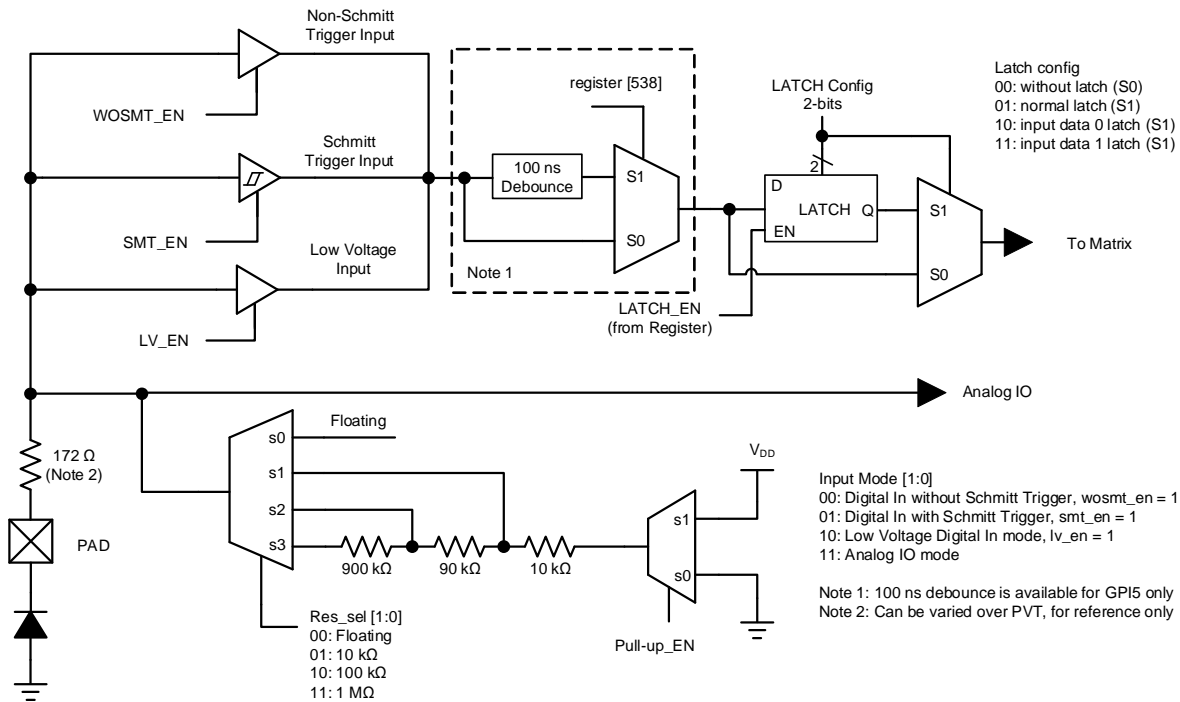 Non-Schmitt
Trigger Input
WOSMT_EN
Schmitt
Trigger Input
SMT_EN
Low Voltage
Input
LV_EN
register [538]
100 ns
Debounce
S1
S0
Note 1
LATCH Config
2-bits
2
D
LATCH
Q
EN
LATCH_EN
(from Register)
S1
S0
Latch config
00: without latch (S0)
01: normal latch (S1)
10: input data 0 latch (S1)
11: input data 1 latch (S1)
To Matrix
Analog IO
172 Ω
(Note 2)
PAD
Floating
s0
s1
s2
s3
900 kΩ
90 kΩ
10 kΩ
Res_sel [1:0]
00: Floating
01: 10 kΩ
10: 100 kΩ
11: 1 MΩ
VDD
s1
s0
Pull-up_EN
Input Mode [1:0]
00: Digital In without Schmitt Trigger, wosmt_en = 1
01: Digital In with Schmitt Trigger, smt_en = 1
10: Low Voltage Digital In mode, lv_en = 1
11: Analog IO mode
Note 1: 100 ns debounce is available for GPI5 only
Note 2: Can be varied over PVT, for reference only